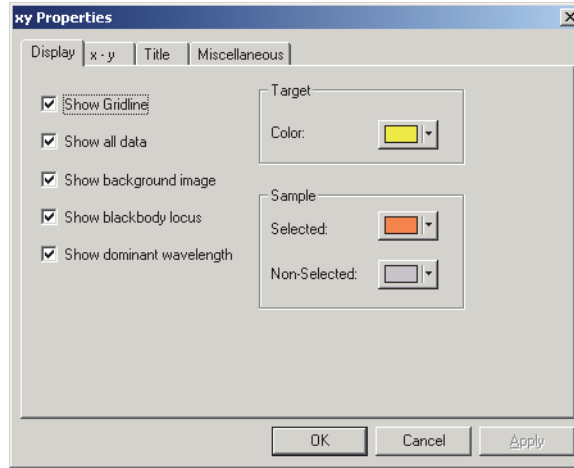 xy Properties
Display x - y Title Miscellaneous
Show Gridline
Show all data
Show background image
Show blackbody locus
Show dominant wavelength
Target
Color:
Sample
Selected:
Non-Selected:
OK Cancel Apply